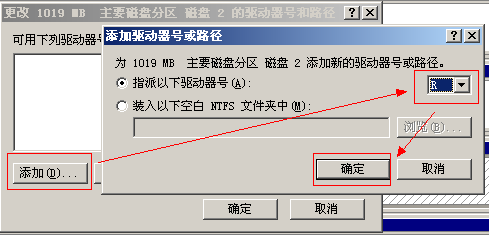 更改 1019 MB 主要磁盘分区 磁盘 2 的驱动器号和路径
可用下列驱动器号
添加(D)...
确定
取消
添加驱动器号或路径
为 1019 MB 主要磁盘分区 磁盘 2 添加新的驱动器号或路径。
指派以下驱动器号(A):
R
装入以下空白 NTFS 文件夹中(M):
浏览(B)...
确定
取消